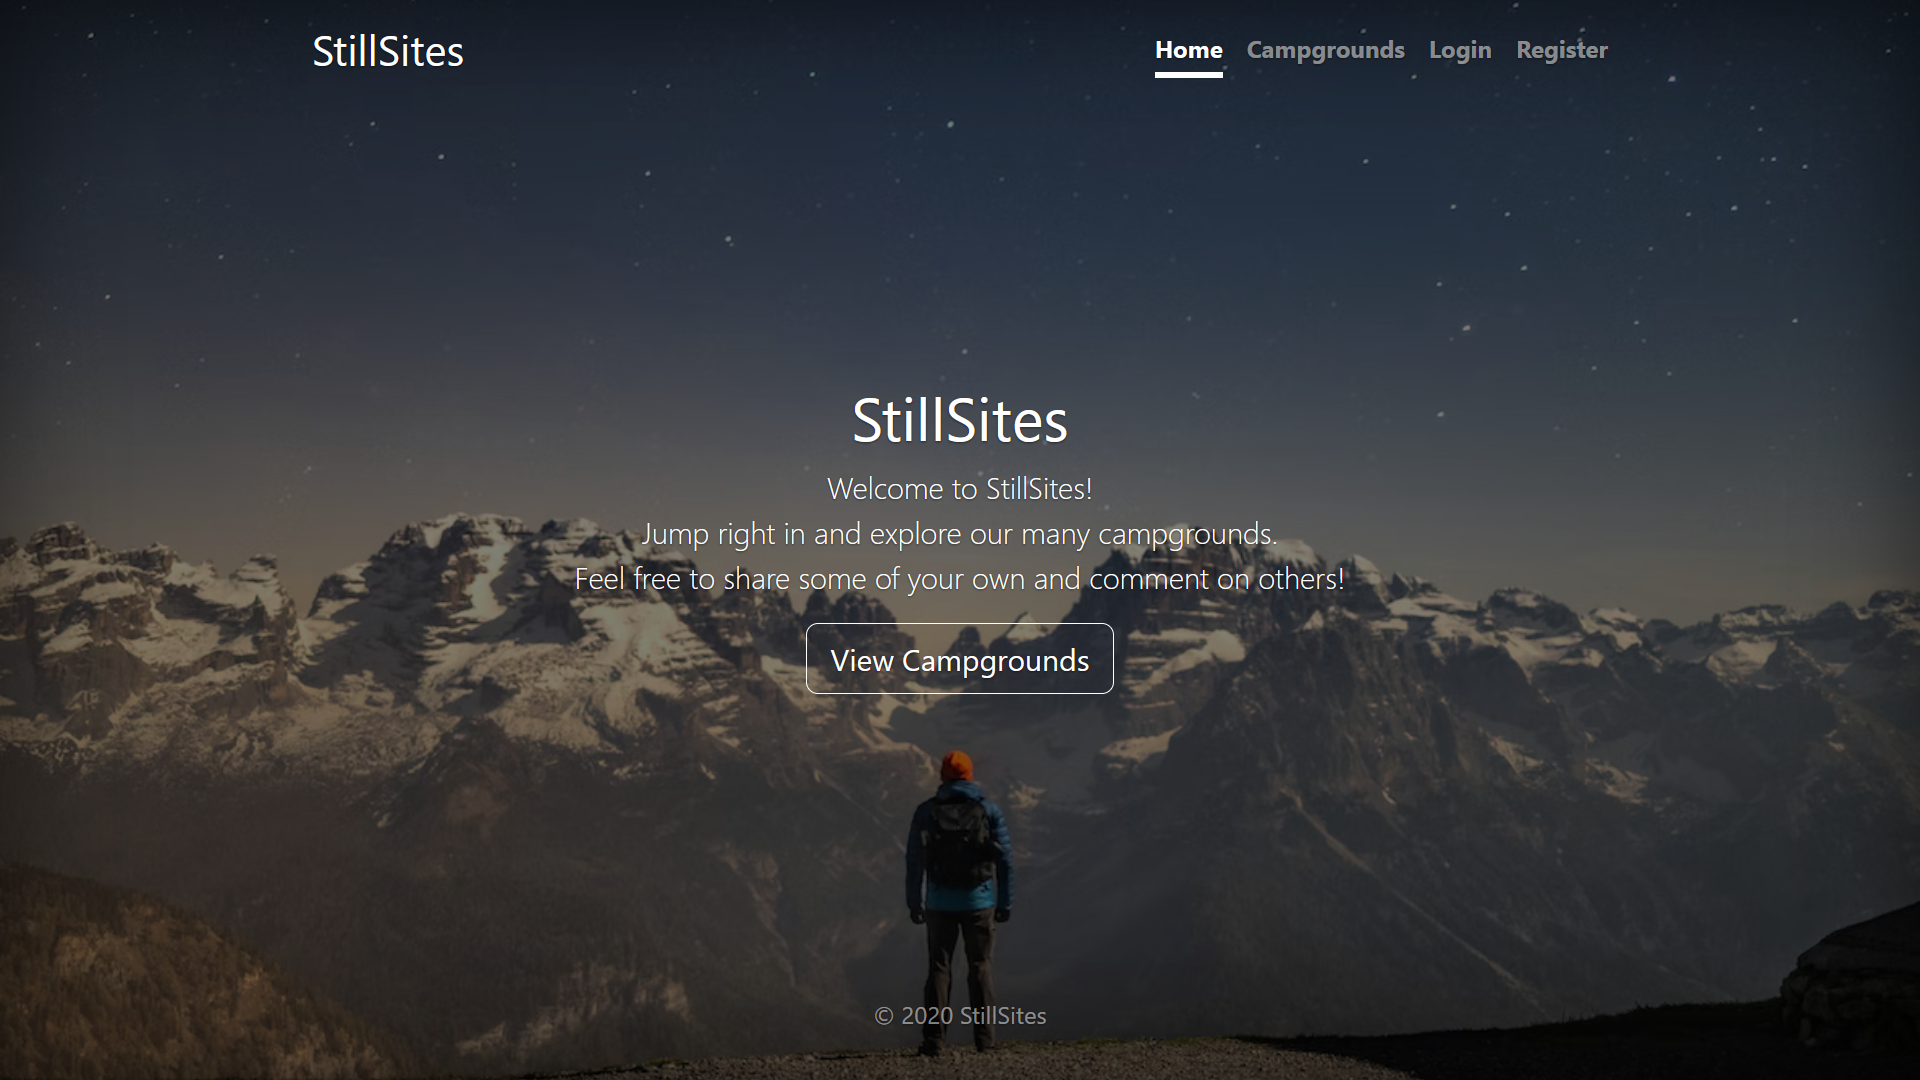 StillSites
Home Campgrounds Login Register
StillSites
Welcome to StillSites!
Jump right in and explore our many campgrounds.
Feel free to share some of your own and comment on others!
View Campgrounds
© 2020 StillSites